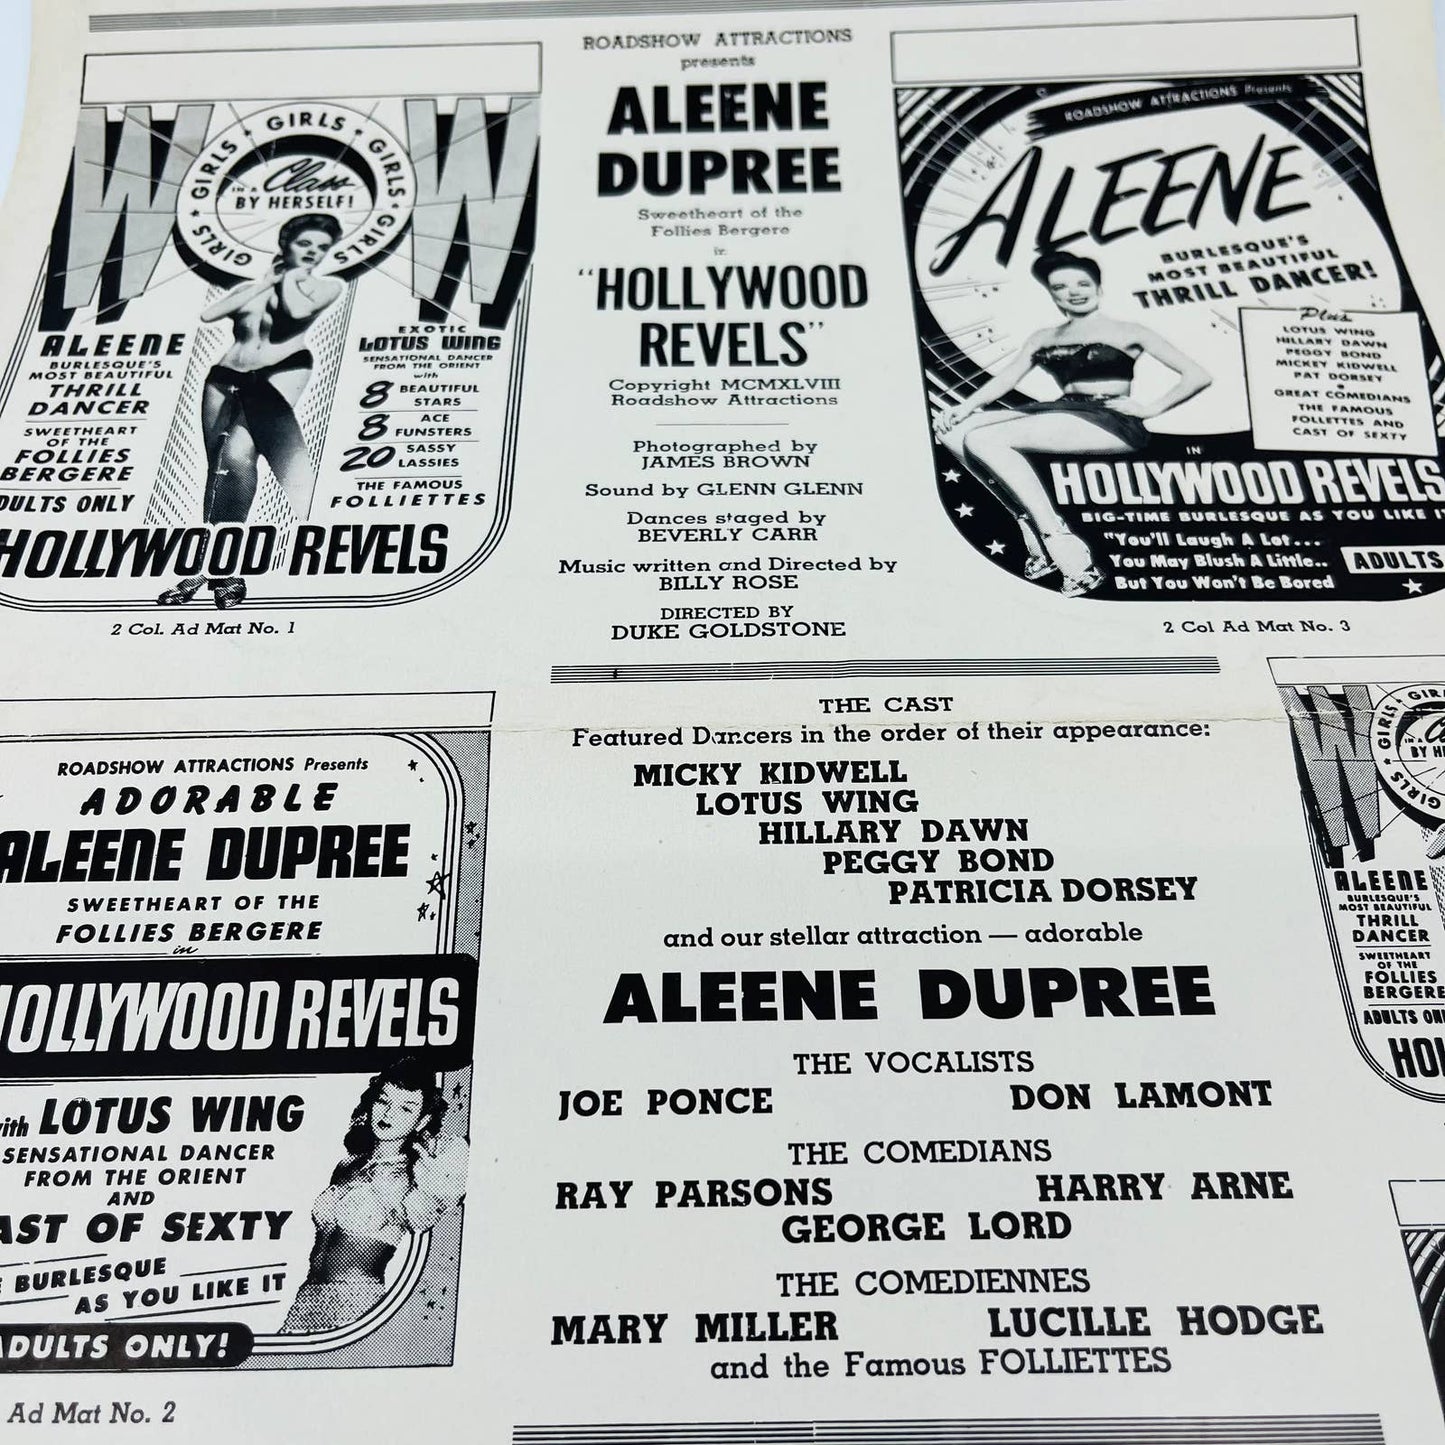 WOW
GIRLS * GIRLS * GIRLS * GIRLS
IN A Class
BY HERSELF!
ALEENE
BURLESQUE'S
MOST BEAUTIFUL
THRILL
DANCER
SWEETHEART
OF THE
FOLLIES
BERGERE
DULTS ONLY
EXOTIC
LOTUS WING
SENSATIONAL DANCER
FROM THE ORIENT
with
8 BEAUTIFUL
STARS
8 ACE
FUNSTERS
20 SASSY
LASSIES
THE FAMOUS
FOLLIETTES
HOLLYWOOD REVELS
2 Col. Ad Mat No. 1
ROADSHOW ATTRACTIONS
presents
ALEENE
DUPREE
Sweetheart of the
Follies Bergere
in
"HOLLYWOOD
REVELS"
Copyright MCMXLVIII
Roadshow Attractions
Photographed by
JAMES BROWN
Sound by GLENN GLENN
Dances staged by
BEVERLY CARR
Music written and Directed by
BILLY ROSE
DIRECTED BY
DUKE GOLDSTONE
ROADSHOW ATTRACTIONS Presents
ALEENE
BURLESQUE'S
MOST BEAUTIFUL
THRILL DANCER!
Plus
LOTUS WING
HILLARY DAWN
PEGGY BOND
MICKEY KIDWELL
PAT DORSEY
GREAT COMEDIANS
THE FAMOUS
FOLLETTES AND
CAST OF SEXTY
IN
HOLLYWOOD REVELS
BIG-TIME BURLESQUE AS YOU LIKE IT
"You'll Laugh A Lot...
You May Blush A Little..
But You Won't Be Bored
ADULTS
2 Col Ad Mat No. 3
ROADSHOW ATTRACTIONS Presents
ADORABLE
ALEENE DUPREE
SWEETHEART OF THE
FOLLIES BERGERE
in
HOLLYWOOD REVELS
with LOTUS WING
SENSATIONAL DANCER
FROM THE ORIENT
AND
AST OF SEXTY
BURLESQUE
AS YOU LIKE IT
ADULTS ONLY!
Ad Mat No. 2
THE CAST
Featured Dancers in the order of their appearance:
MICKY KIDWELL
LOTUS WING
HILLARY DAWN
PEGGY BOND
PATRICIA DORSEY
and our stellar attraction — adorable
ALEENE DUPREE
THE VOCALISTS
JOE PONCE DON LAMONT
THE COMEDIANS
RAY PARSONS HARRY ARNE
GEORGE LORD
THE COMEDIENNES
MARY MILLER LUCILLE HODGE
and the Famous FOLLIETTES
W
GIRLS * GIRLS * GIR
IN A Cla
BY HE
ALEENE
BURLESQUE'S
MOST BEAUTIFUL
THRILL
DANCER
SWEETHEART
OF THE
FOLLIES
BERGERE
ADULTS ON
HOL